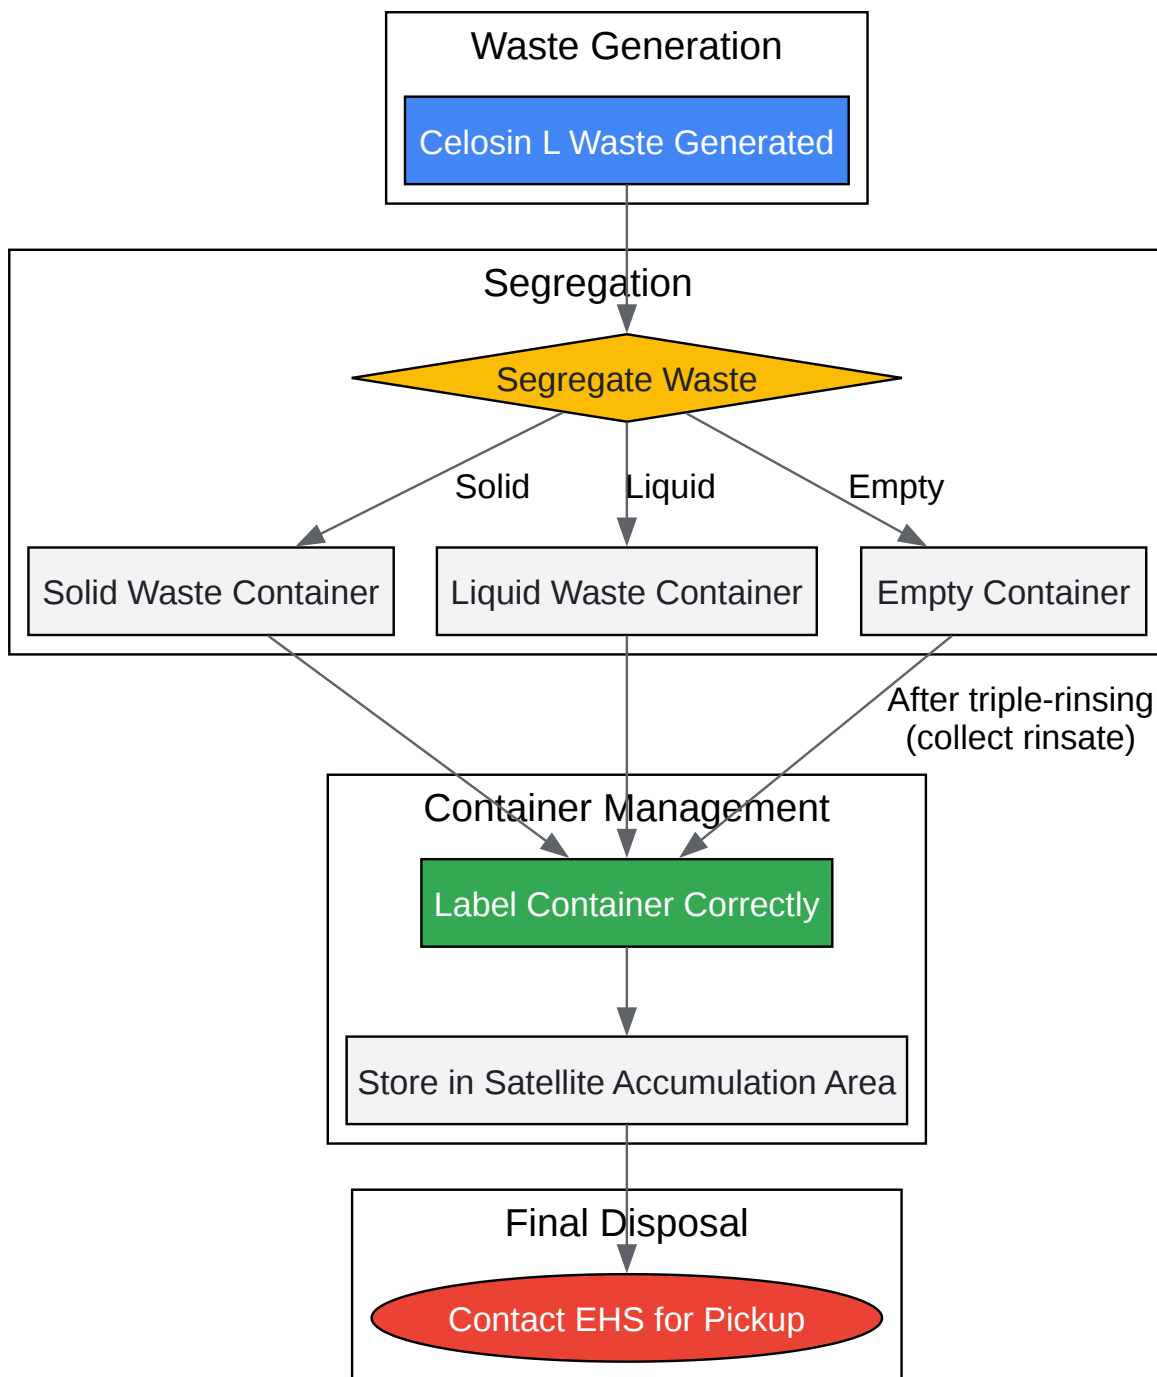 Waste Generation
Celosin L Waste Generated
Segregation
Segregate Waste
Solid
Liquid
Empty
Solid Waste Container
Liquid Waste Container
Empty Container
After triple-rinsing
(collect rinsate)
Container Management
Label Container Correctly
Store in Satellite Accumulation Area
Final Disposal
Contact EHS for Pickup